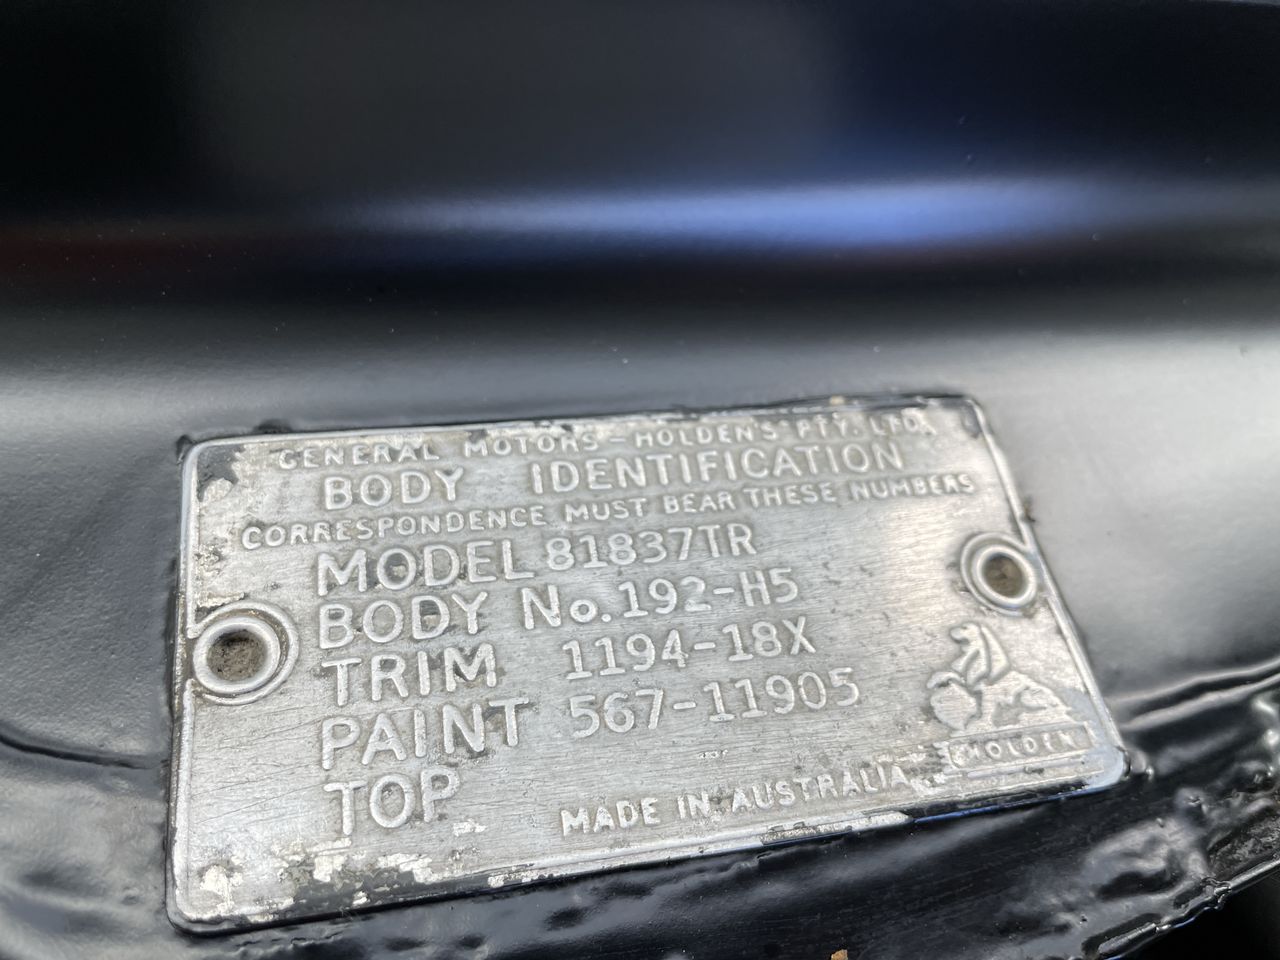 GENERAL MOTORS-HOLDEN'S PTY. LTD.
BODY IDENTIFICATION
CORRESPONDENCE MUST BEAR THESE NUMBERS
MODEL 81837TR
BODY No. 192-H5
TRIM 1194-18X
PAINT 567-11905
TOP
HOLDEN
MADE IN AUSTRALIA